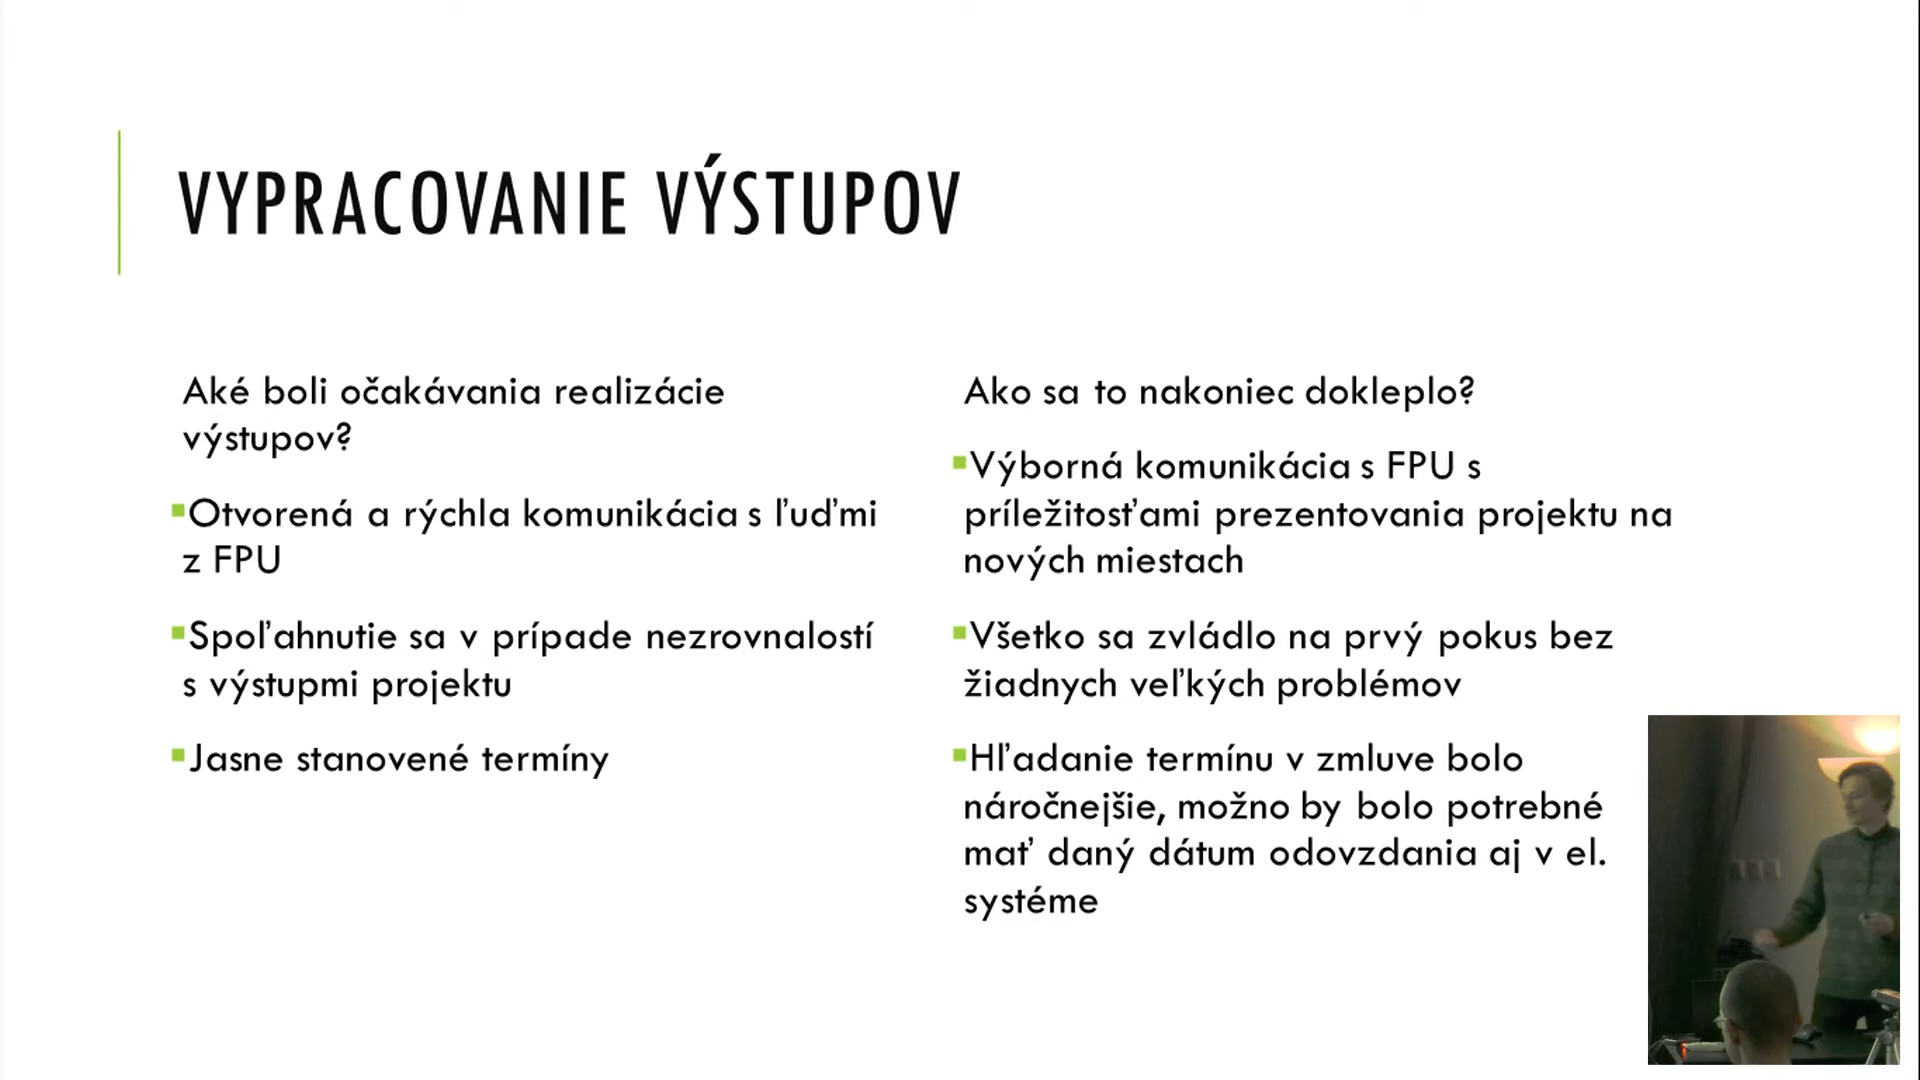 VYPRACOVANIE VÝSTUPOV
Aké boli očakávania realizácie
výstupov?
Otvorená a rýchla komunikácia s ľuďmi
z FPU
Spoľahnutie sa v prípade nezrovnalostí
s výstupmi projektu
Jasne stanovené termíny
Ako sa to nakoniec dokleplo?
Výborná komunikácia s FPU s
príležitosťami prezentovania projektu na
nových miestach
Všetko sa zvládlo na prvý pokus bez
žiadnych veľkých problémov
Hľadanie termínu v zmluve bolo
náročnejšie, možno by bolo potrebné
mať daný dátum odovzdania aj v el.
systéme